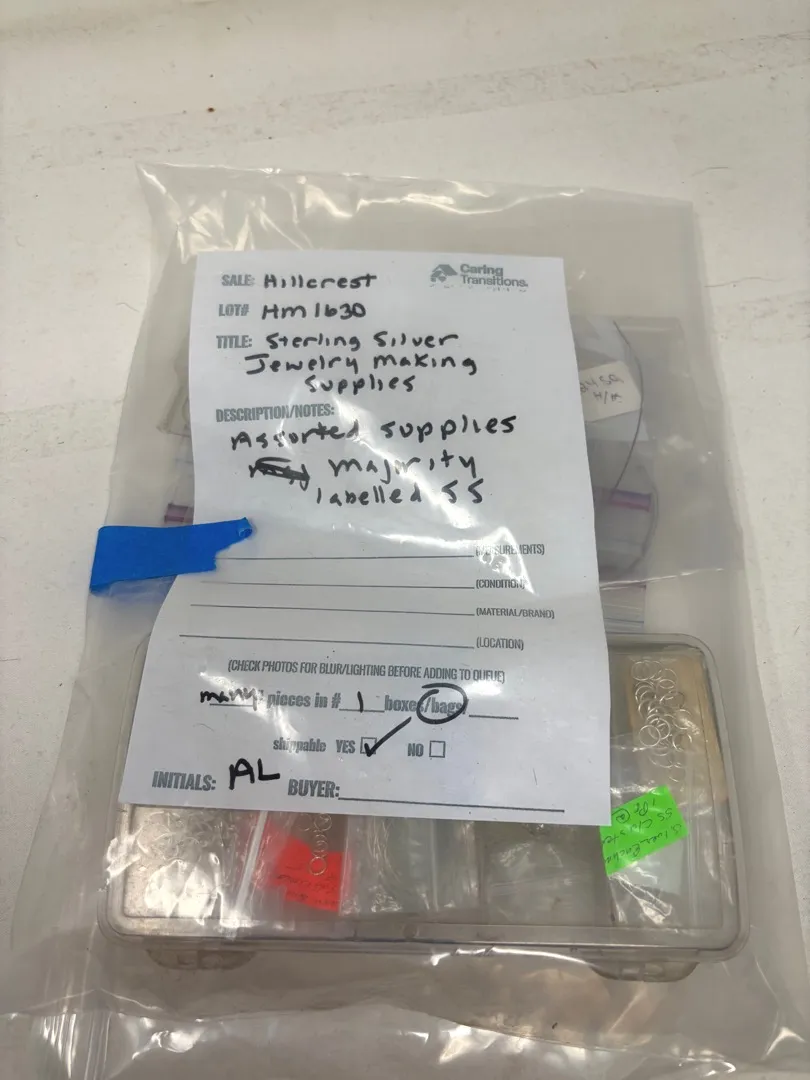 SALE: Hillcrest
Caring Transitions.
LOT# Hm1630
TITLE: Sterling Silver
Jewelry making
supplies
DESCRIPTION/NOTES:
Assorted supplies
majority
labelled SS
(MEASUREMENTS)
(CONDITION)
(MATERIAL/BRAND)
(LOCATION)
(CHECK PHOTOS FOR BLUR/LIGHTING BEFORE ADDING TO QUEUE)
many pieces in # 1 boxes/bags
shippable YES NO
INITIALS: AL BUYER:
H/H